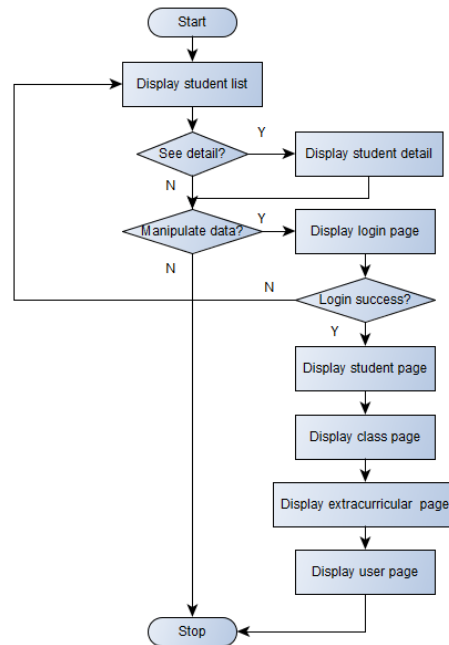 Start
Display student list
See detail?
Y
Display student detail
N
Manipulate data?
Y
Display login page
N
N
Login success?
Y
Display student page
Display class page
Display extracurricular page
Display user page
Stop